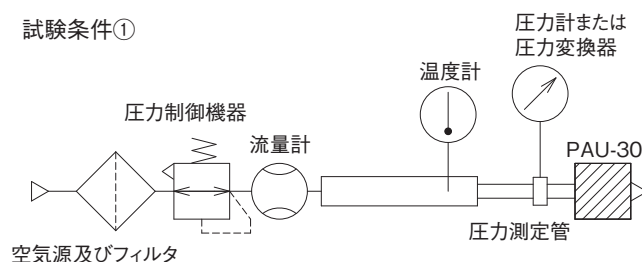 試験条件①
圧力計または
圧力変換器
温度計
圧力制御機器
流量計
PAU-30
圧力測定管
空気源及びフィルタ